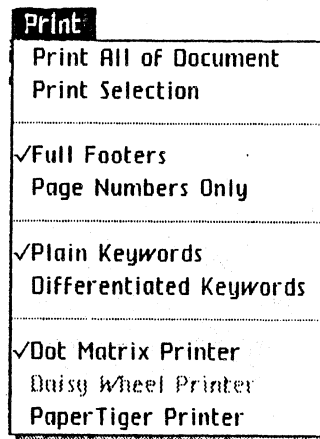 Print
Print All of Document
Print Selection
✓Full Footers
Page Numbers Only
✓Plain Keywords
Differentiated Keywords
✓Dot Matrix Printer
Daisy Wheel Printer
PaperTiger Printer